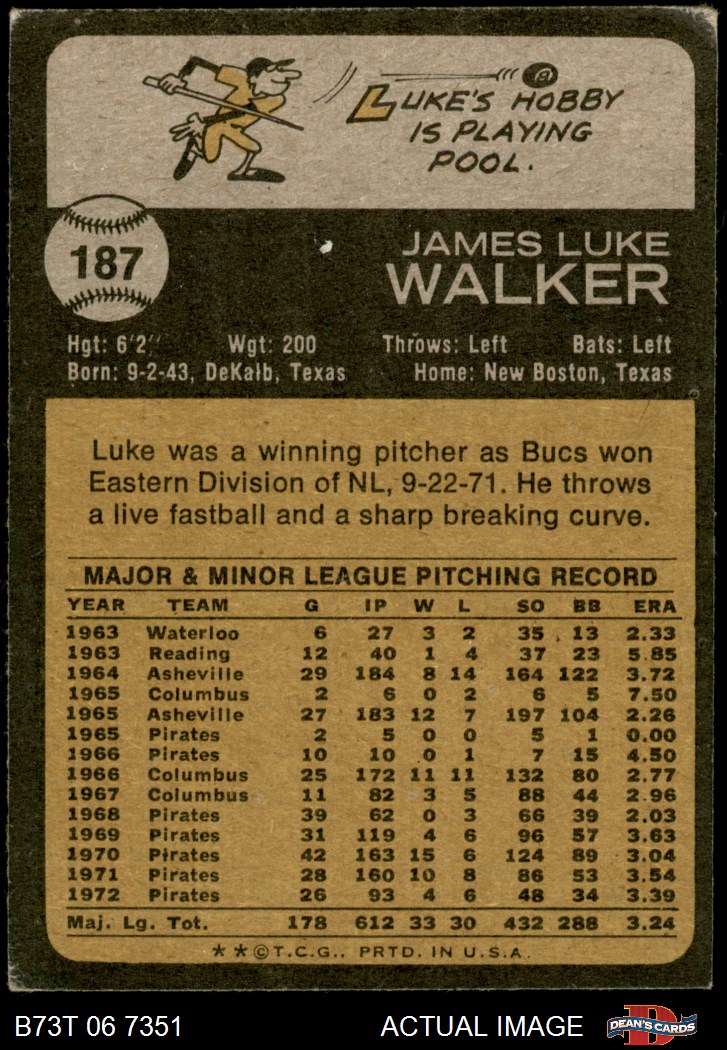 LUKE'S HOBBY
IS PLAYING
POOL.
8
187
JAMES LUKE
WALKER
Hgt: 6'2" Wgt: 200 Throws: Left Bats: Left
Born: 9-2-43, DeKalb, Texas Home: New Boston, Texas
Luke was a winning pitcher as Bucs won
Eastern Division of NL, 9-22-71. He throws
a live fastball and a sharp breaking curve.
MAJOR & MINOR LEAGUE PITCHING RECORD
YEAR TEAM G IP W L SO BB ERA
1963 Waterloo 6 27 3 2 35 13 2.33
1963 Reading 12 40 1 4 37 23 5.85
1964 Asheville 29 184 8 14 164 122 3.72
1965 Columbus 2 6 0 2 6 5 7.50
1965 Asheville 27 183 12 7 197 104 2.26
1965 Pirates 2 5 0 0 5 1 0.00
1966 Pirates 10 10 0 1 7 15 4.50
1966 Columbus 25 172 11 11 132 80 2.77
1967 Columbus 11 82 3 5 88 44 2.96
1968 Pirates 39 62 0 3 66 39 2.03
1969 Pirates 31 119 4 6 96 57 3.63
1970 Pirates 42 163 15 6 124 89 3.04
1971 Pirates 28 160 10 8 86 53 3.54
1972 Pirates 26 93 4 6 48 34 3.39
Maj. Lg. Tot. 178 612 33 30 432 288 3.24
**©T.C.G., PRTD. IN U.S.A.
B73T 06 7351 ACTUAL IMAGE D DEAN'S CARDS